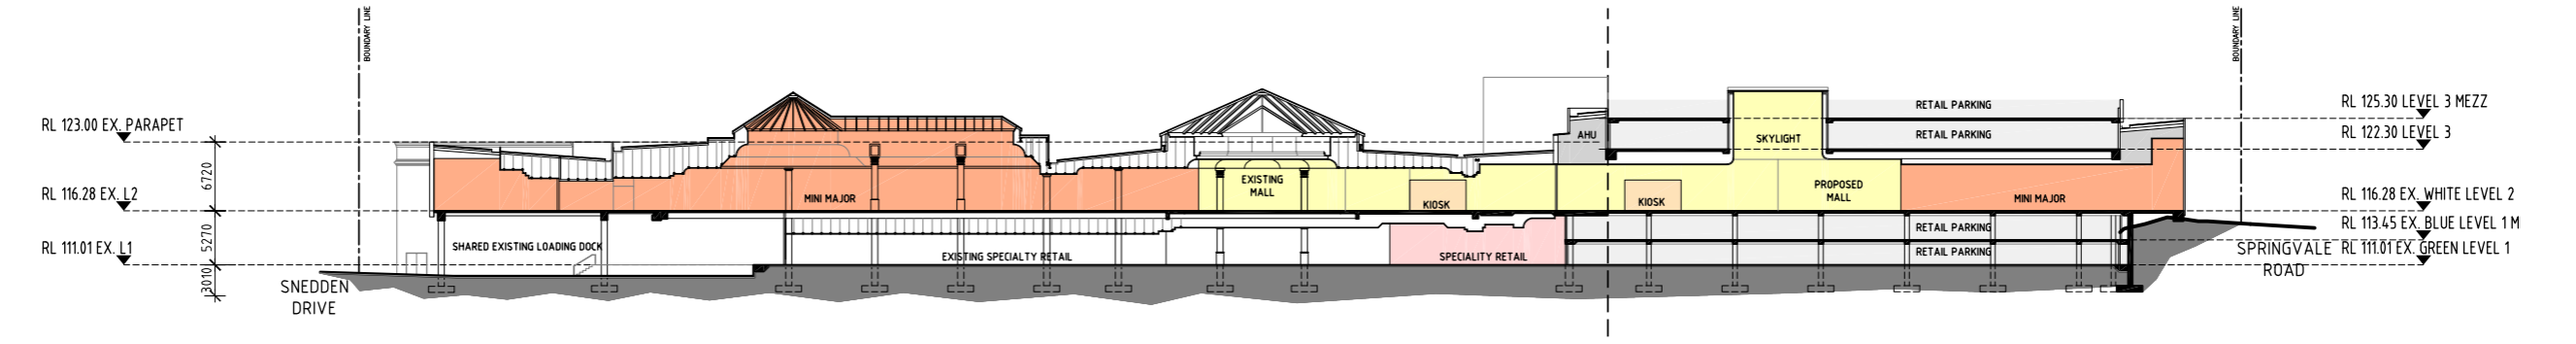 BOUNDARY LINE
BOUNDARY LINE
RL 123.00 EX. PARAPET
6720
RL 116.28 EX. L2
5270
RL 111.01 EX. L1
3010
SNEDDEN
DRIVE
SHARED EXISTING LOADING DOCK
MINI MAJOR
EXISTING SPECIALTY RETAIL
EXISTING
MALL
KIOSK
SPECIALITY RETAIL
AHU
KIOSK
SKYLIGHT
PROPOSED
MALL
RETAIL PARKING
RETAIL PARKING
MINI MAJOR
RETAIL PARKING
RETAIL PARKING
SPRINGVALE
ROAD
RL 125.30 LEVEL 3 MEZZ
RL 122.30 LEVEL 3
RL 116.28 EX. WHITE LEVEL 2
RL 113.45 EX. BLUE LEVEL 1 M
RL 111.01 EX. GREEN LEVEL 1